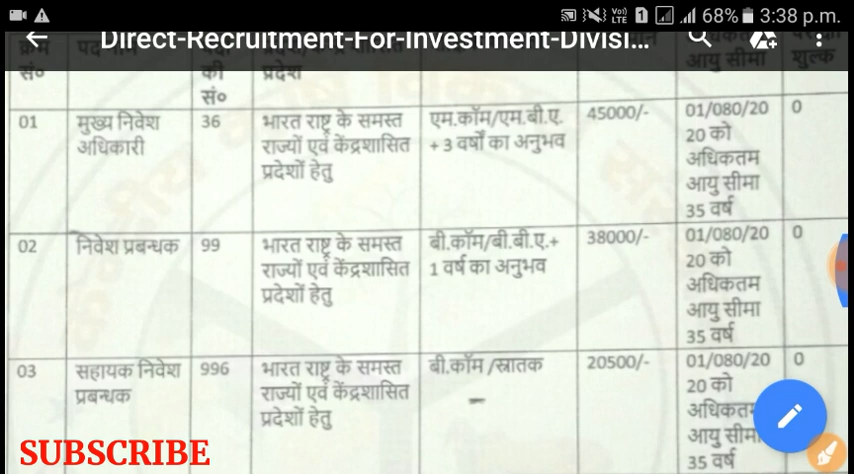 68% 3:38 p.m.
Direct-Recruitment-For-Investment-Divisi...
सं० की प्रदेश आयु सीमा शुल्क
सं०
01 मुख्य निवेश 36 भारत राष्ट्र के समस्त एम.कॉम/एम.बी.ए. 45000/- 01/080/20 0
अधिकारी राज्यों एवं केंद्रशासित + 3 वर्षों का अनुभव 20 को
प्रदेशों हेतु अधिकतम
आयु सीमा
35 वर्ष
02 निवेश प्रबन्धक 99 भारत राष्ट्र के समस्त बी.कॉम/बी.बी.ए.+ 38000/- 01/080/20 0
राज्यों एवं केंद्रशासित 1 वर्ष का अनुभव 20 को
प्रदेशों हेतु अधिकतम
आयु सीमा
35 वर्ष
03 सहायक निवेश 996 भारत राष्ट्र के समस्त बी.कॉम /स्नातक 20500/- 01/080/20 0
प्रबन्धक राज्यों एवं केंद्रशासित 20 को
प्रदेशों हेतु
आयु सीमा
SUBSCRIBE 35 वर्ष